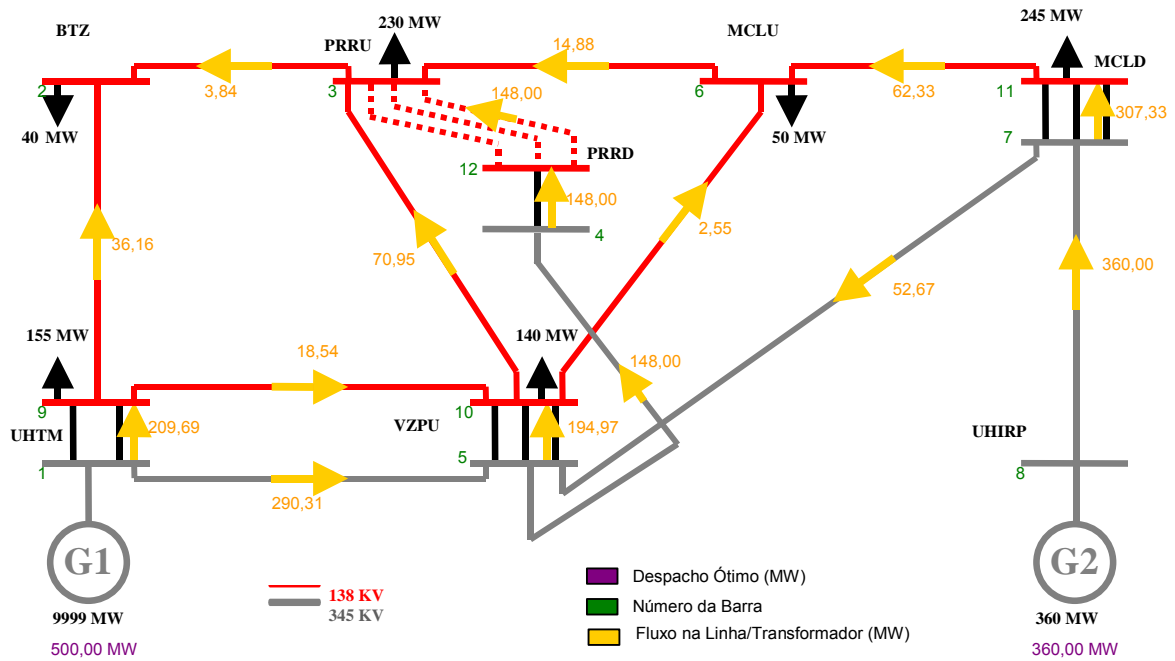 230 MW
245 MW
BTZ
PRRU
14,88
MCLU
MCLD
2
3,84
3
148,00
6
62,33
11
307,33
40 MW
50 MW
7
12
PRRD
148,00
4
36,16
70,95
2,55
52,67
360,00
155 MW
18,54
140 MW
148,00
9
209,69
10
194,97
UHTM
VZPU
UHIRP
1
5
8
290,31
G1
G2
138 KV
345 KV
Despacho Ótimo (MW)
Número da Barra
Fluxo na Linha/Transformador (MW)
9999 MW
360 MW
500,00 MW
360,00 MW